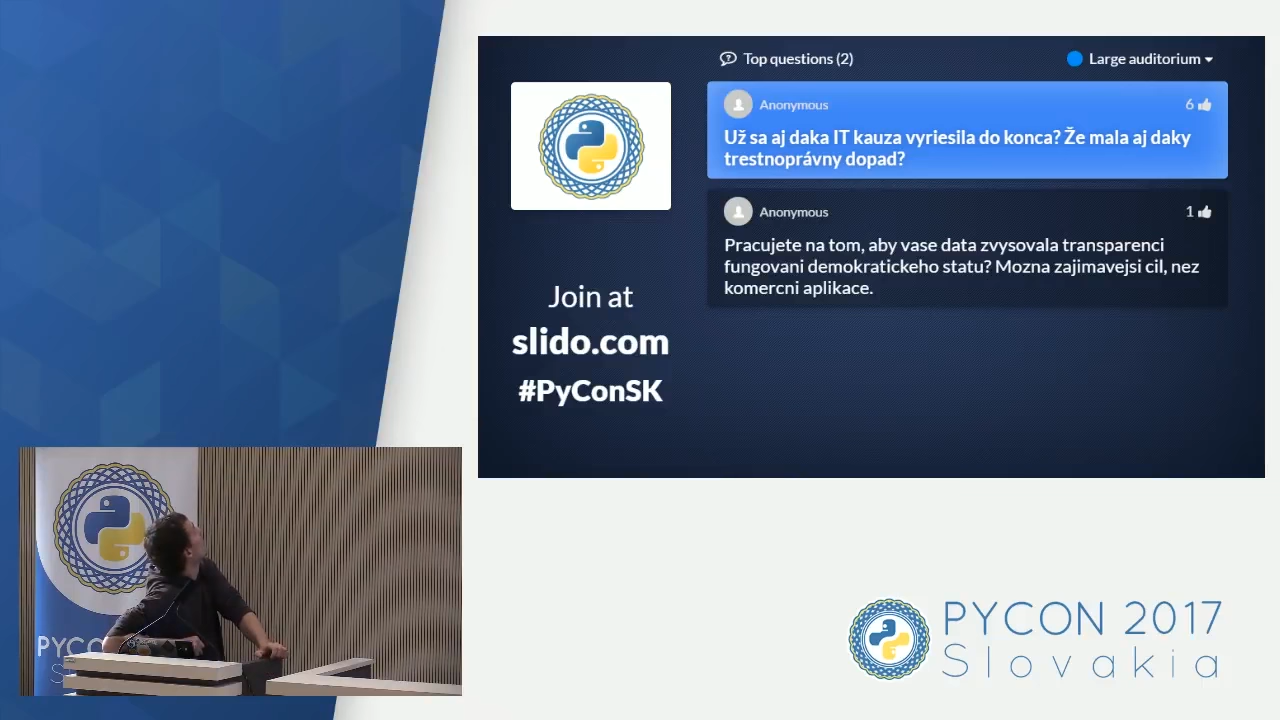 Top questions (2)
Large auditorium
Anonymous
6
Už sa aj daka IT kauza vyriesila do konca? Že mala aj daky
trestnoprávny dopad?
Anonymous
1
Pracujete na tom, aby vase data zvysovala transparenci
fungovani demokratickeho statu? Mozna zajimavejsi cil, nez
komercni aplikace.
Join at
slido.com
#PyConSK
PYCO
S
PYCON 2017
Slovakia